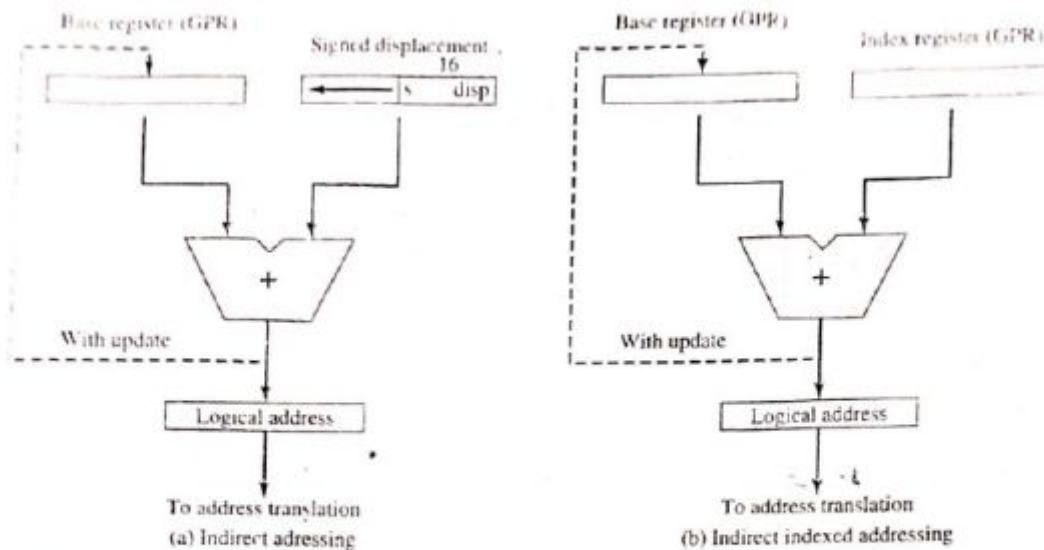 Base register (GPR)
Signed displacement
16
s disp
+
With update
Logical address
To address translation
(a) Indirect adressing
Base register (GPR)
Index register (GPR)
+
With update
Logical address
To address translation
(b) Indirect indexed addressing